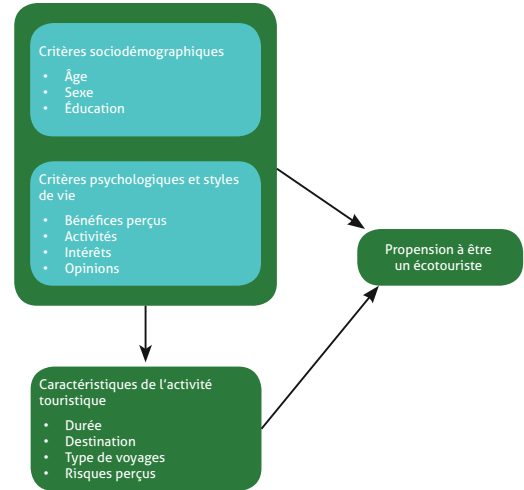 Critères sociodémographiques
• Âge
• Sexe
• Éducation
Critères psychologiques et styles
de vie
• Bénéfices perçus
• Activités
• Intérêts
• Opinions
Propension à être
un écotouriste
Caractéristiques de l’activité
touristique
• Durée
• Destination
• Type de voyages
• Risques perçus